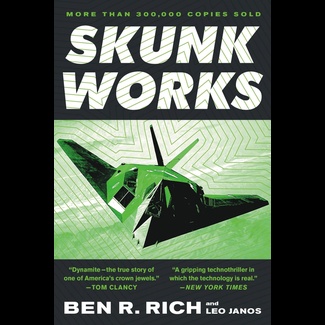 MORE THAN 300,000 COPIES SOLD
SKUNK
WORKS
"Dynamite—the true story of
one of America's crown jewels."
—TOM CLANCY
"A gripping technothriller in
which the technology is real."
—NEW YORK TIMES
BEN R. RICH and LEO JANOS